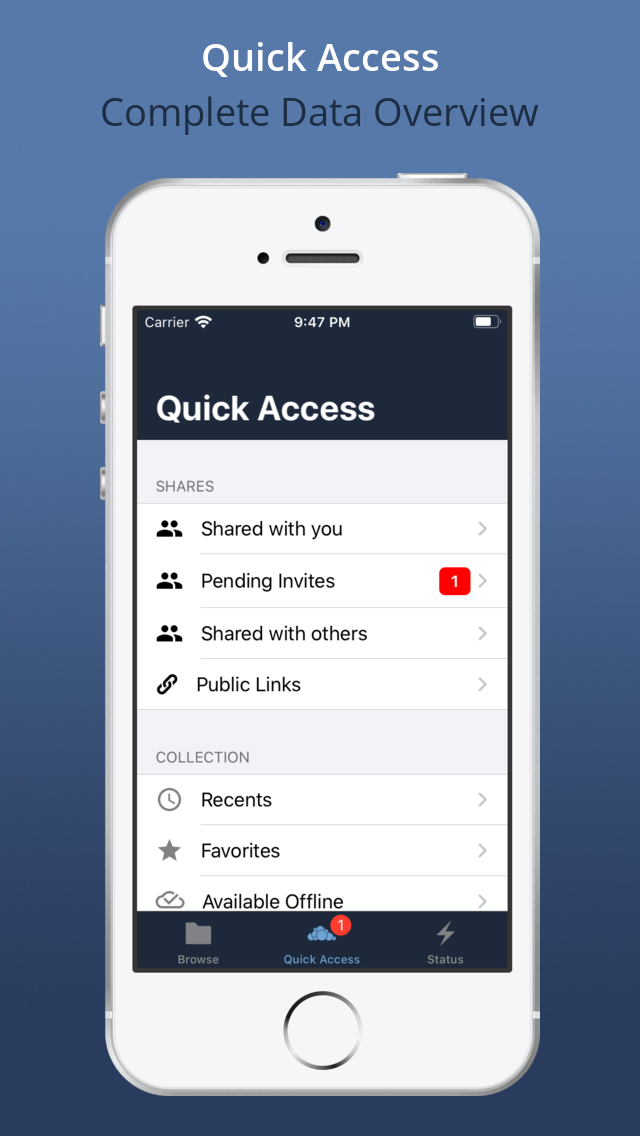 Quick Access
Complete Data Overview
Carrier 9:47 PM
Quick Access
SHARES
Shared with you
Pending Invites 1
Shared with others
Public Links
COLLECTION
Recents
Favorites
Available Offline
1
Browse Quick Access Status